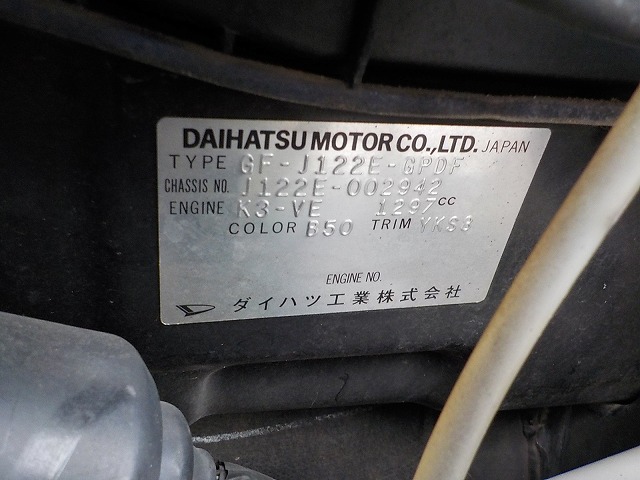 DAIHATSU MOTOR CO.,LTD. JAPAN
TYPE GF-J122E-GPDF
CHASSIS NO. J122E-002942
ENGINE K3-VE 1297CC
COLOR B50 TRIM YKS3
ENGINE NO.
ダイハツ工業株式会社